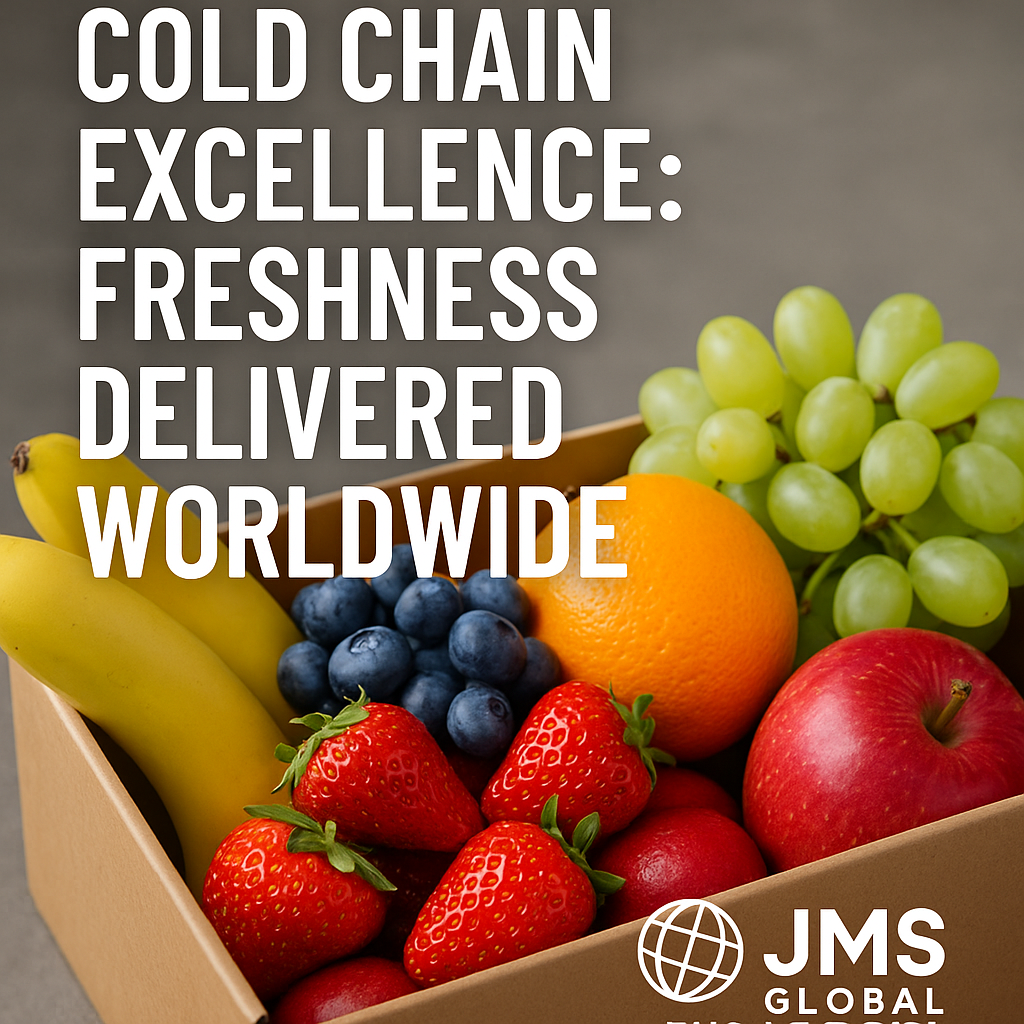 COLD CHAIN
EXCELLENCE:
FRESHNESS
DELIVERED
WORLDWIDE
JMS
GLOBAL